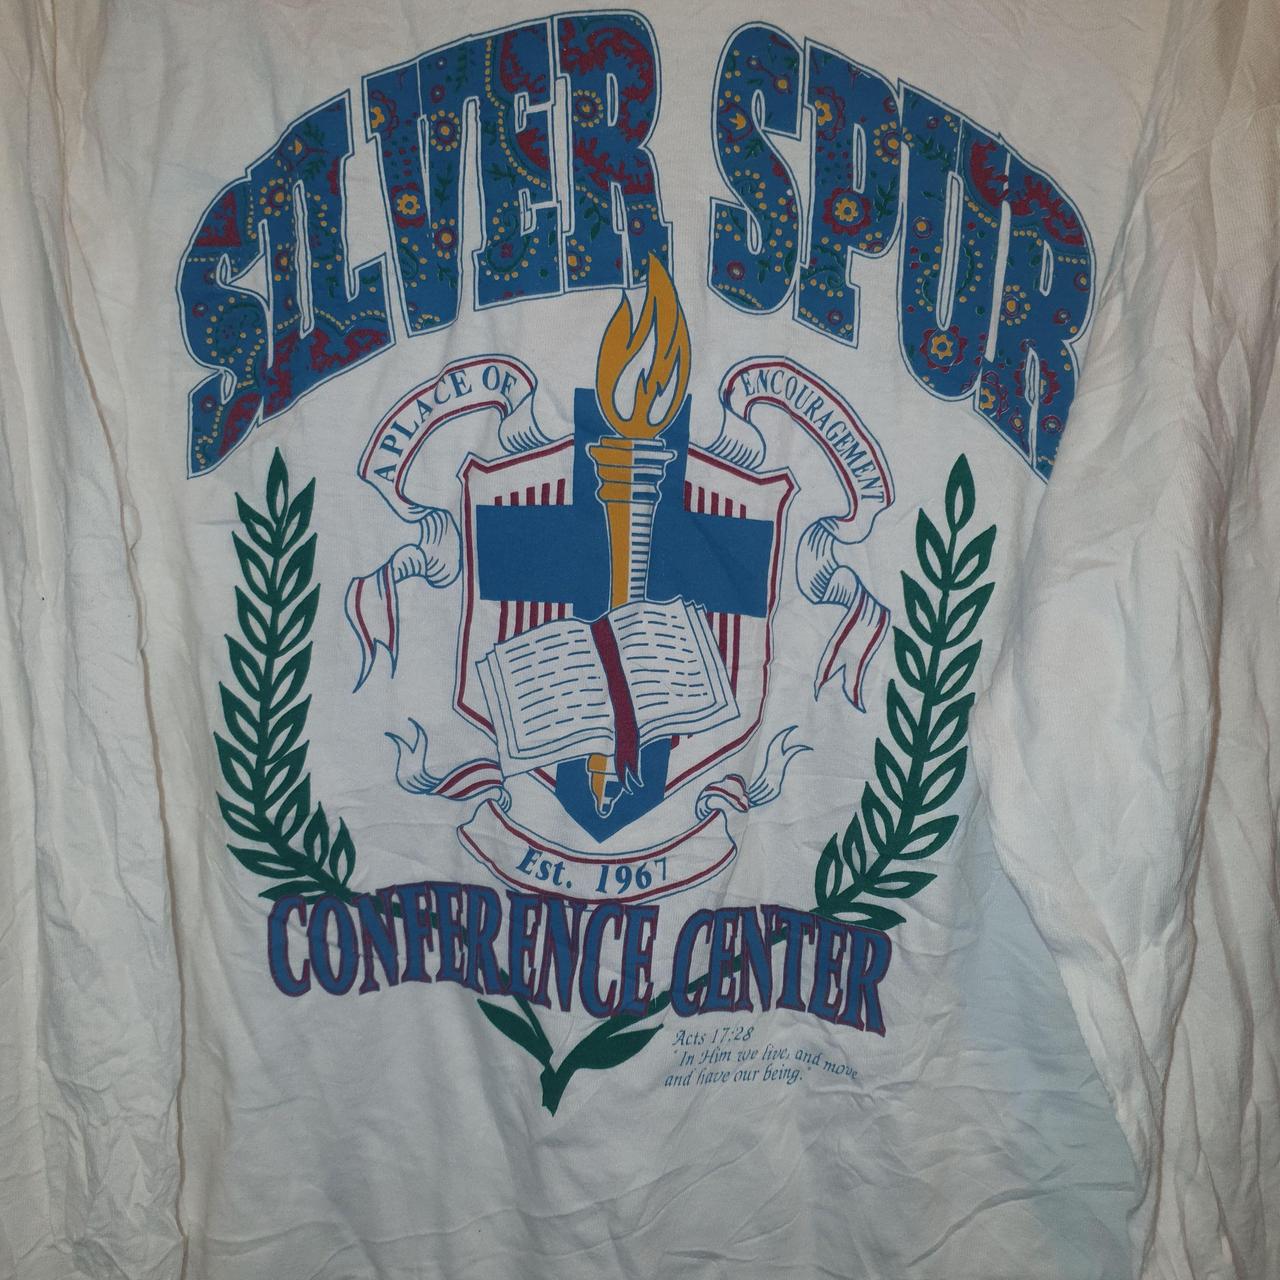 SILVER SPUR
A PLACE OF ENCOURAGEMENT
Est. 1967
CONFERENCE CENTER
Acts 17:28
"In Him we live, and move
and have our being."